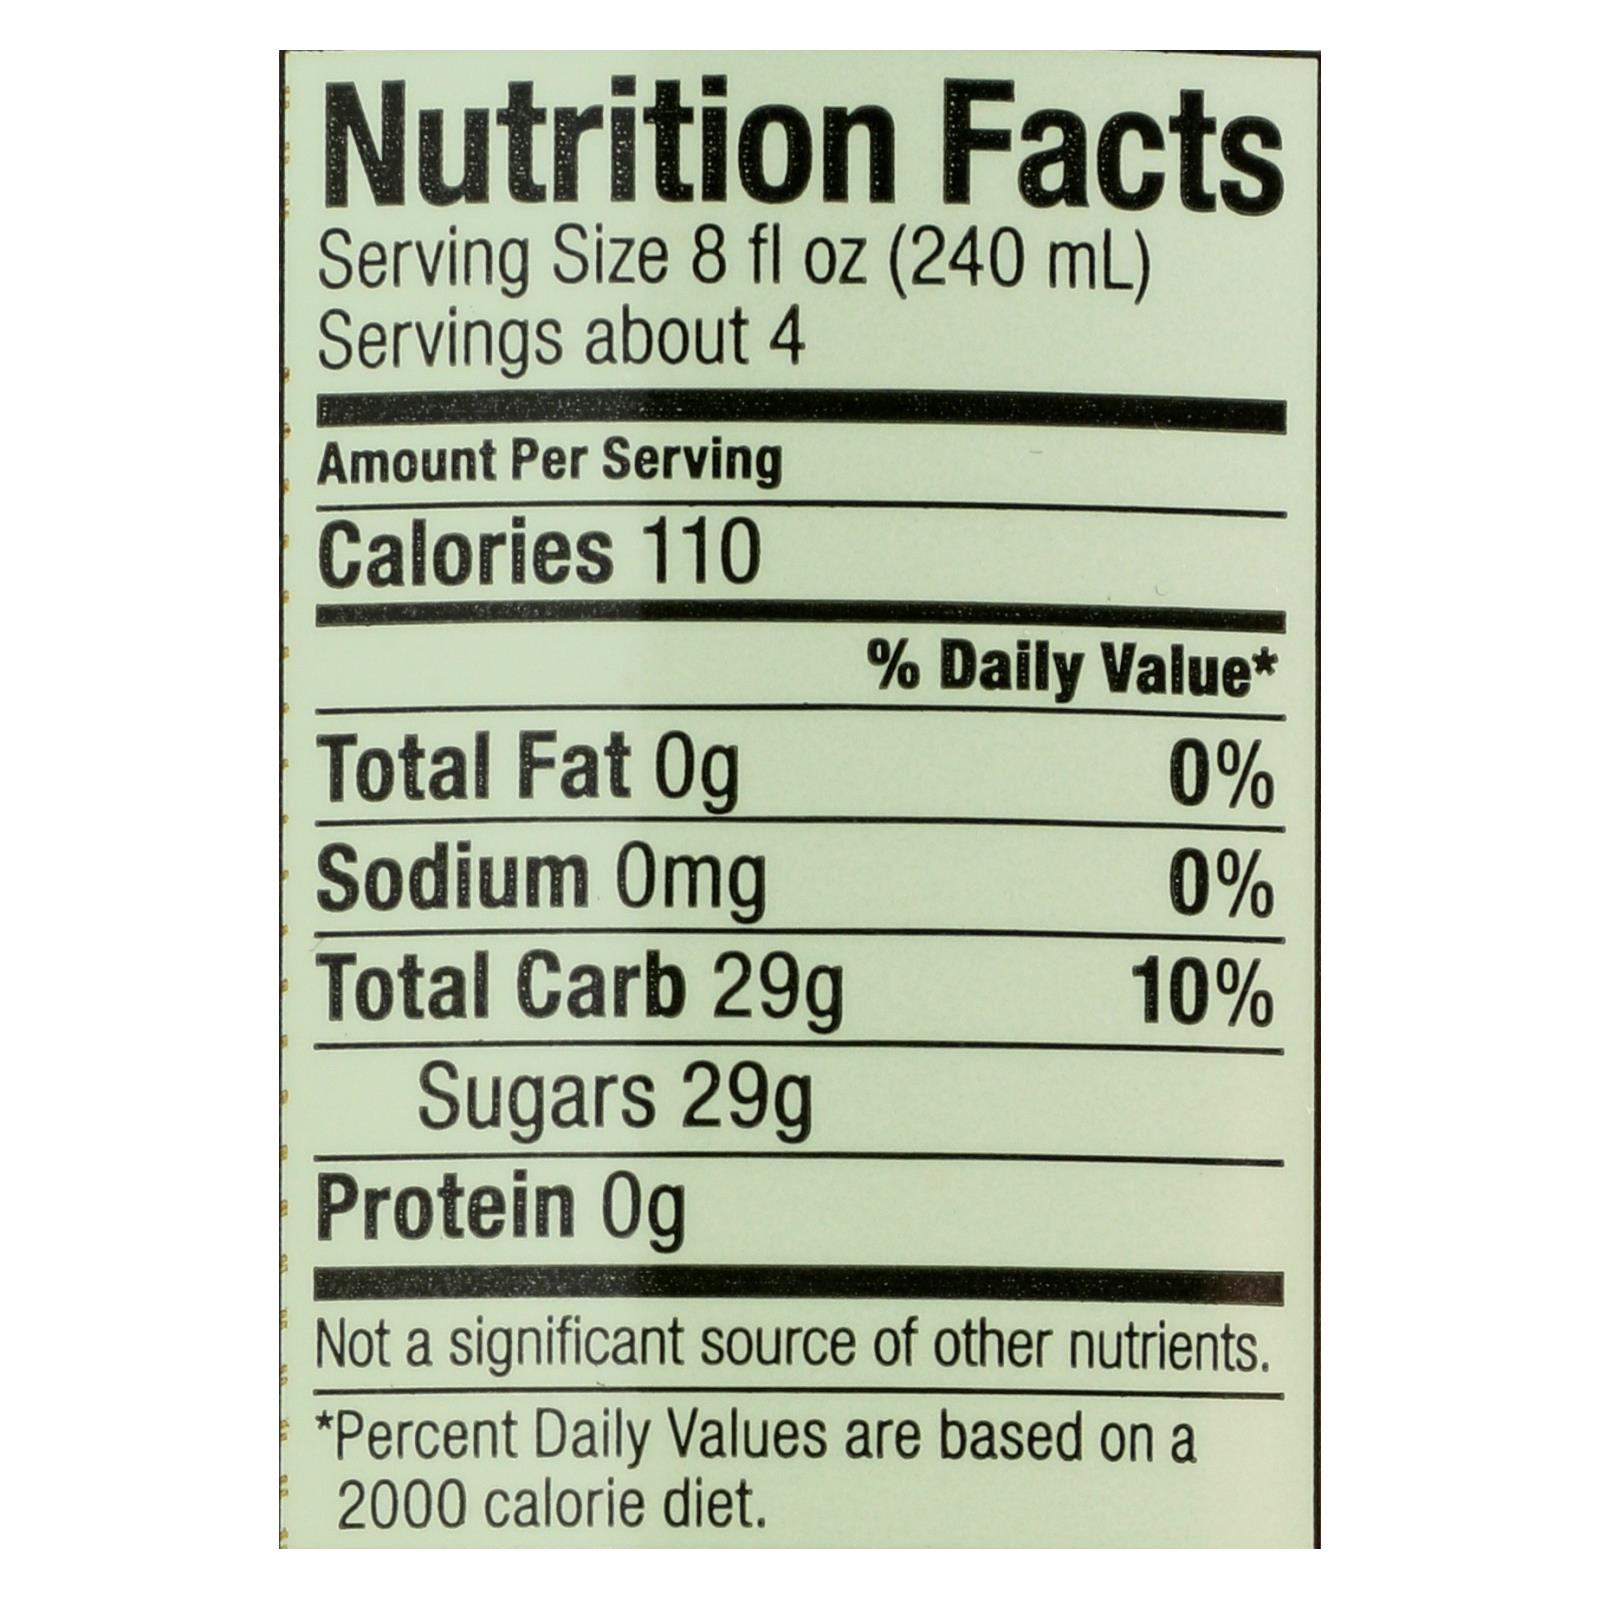 Nutrition Facts
Serving Size 8 fl oz (240 mL)
Servings about 4
Amount Per Serving
Calories 110
% Daily Value*
Total Fat 0g 0%
Sodium 0mg 0%
Total Carb 29g 10%
Sugars 29g
Protein 0g
Not a significant source of other nutrients.
*Percent Daily Values are based on a
2000 calorie diet.